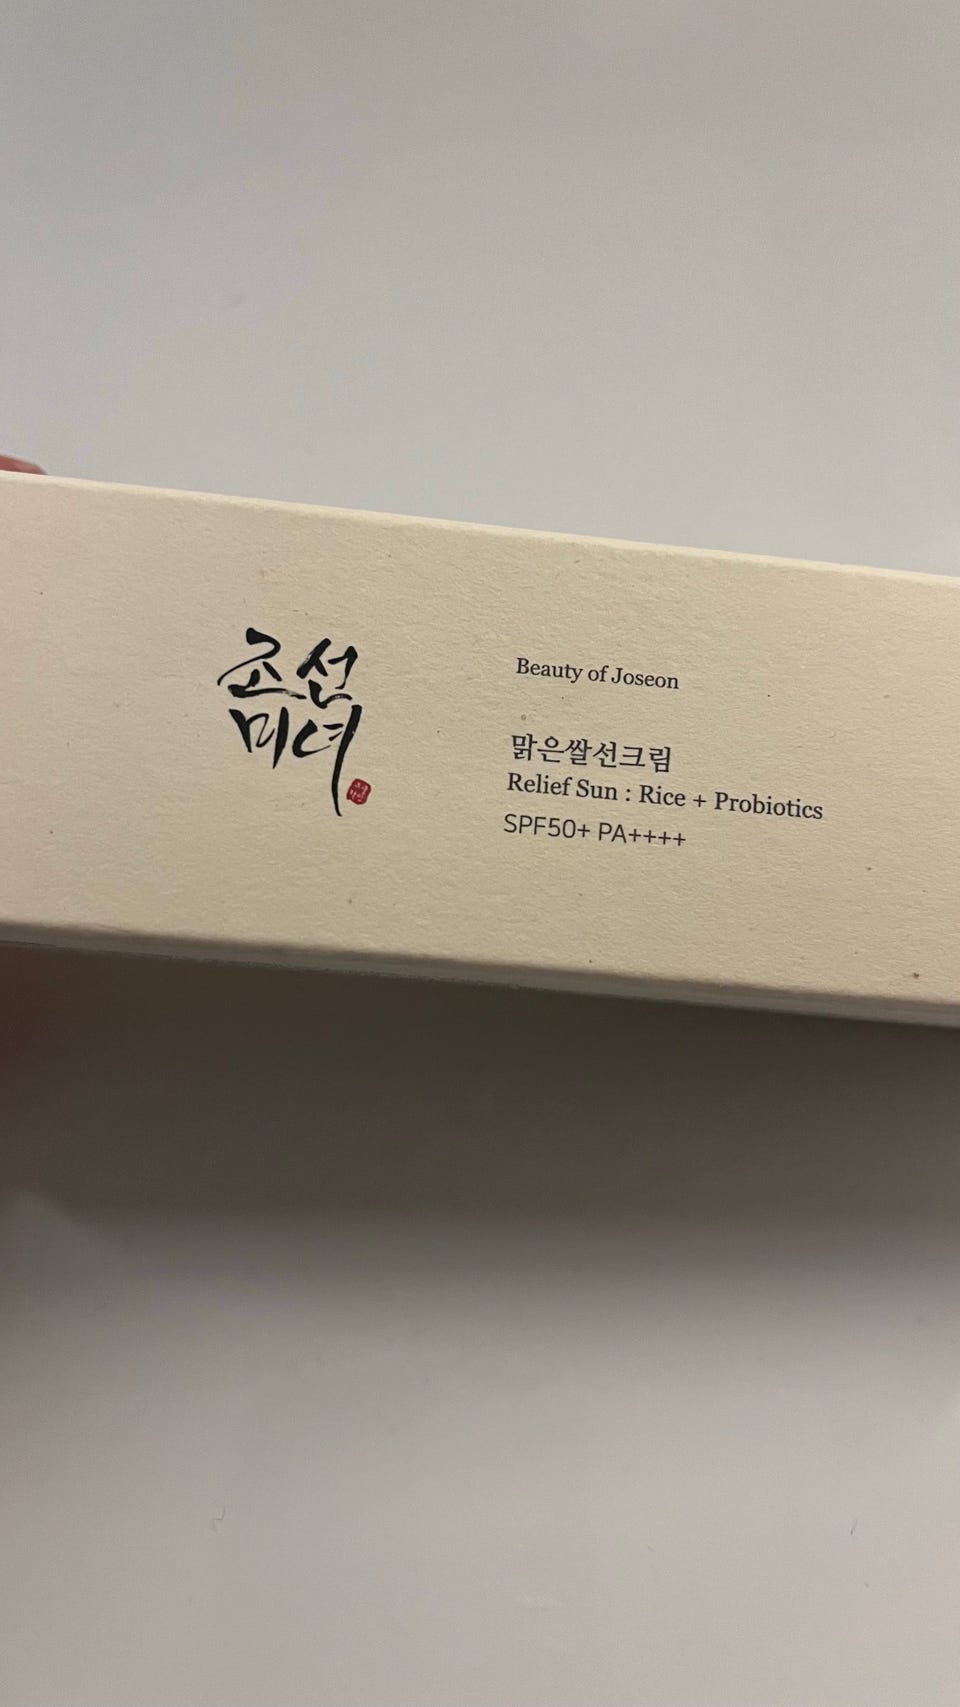 조선
미녀
Beauty of Joseon
맑은쌀선크림
Relief Sun : Rice + Probiotics
SPF50+ PA++++